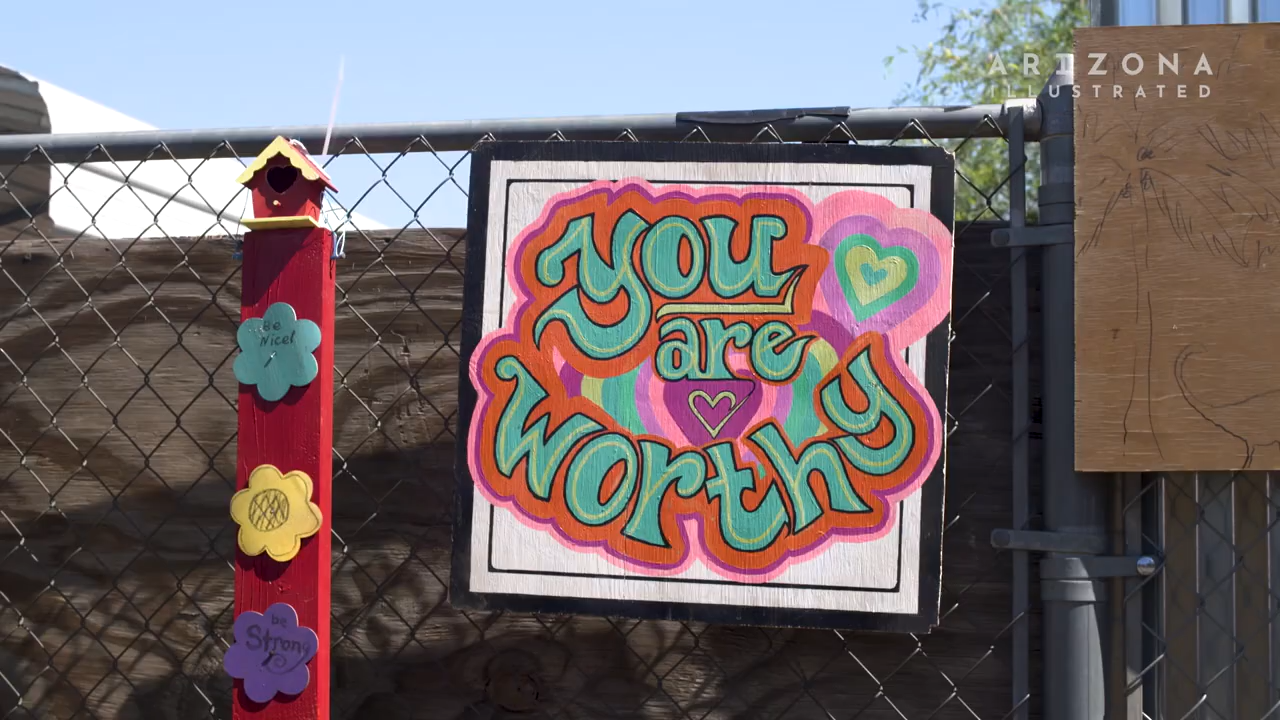 ARIZONA
ILLUSTRATED
you
are
worthy
Be
Nice!
be
Strong